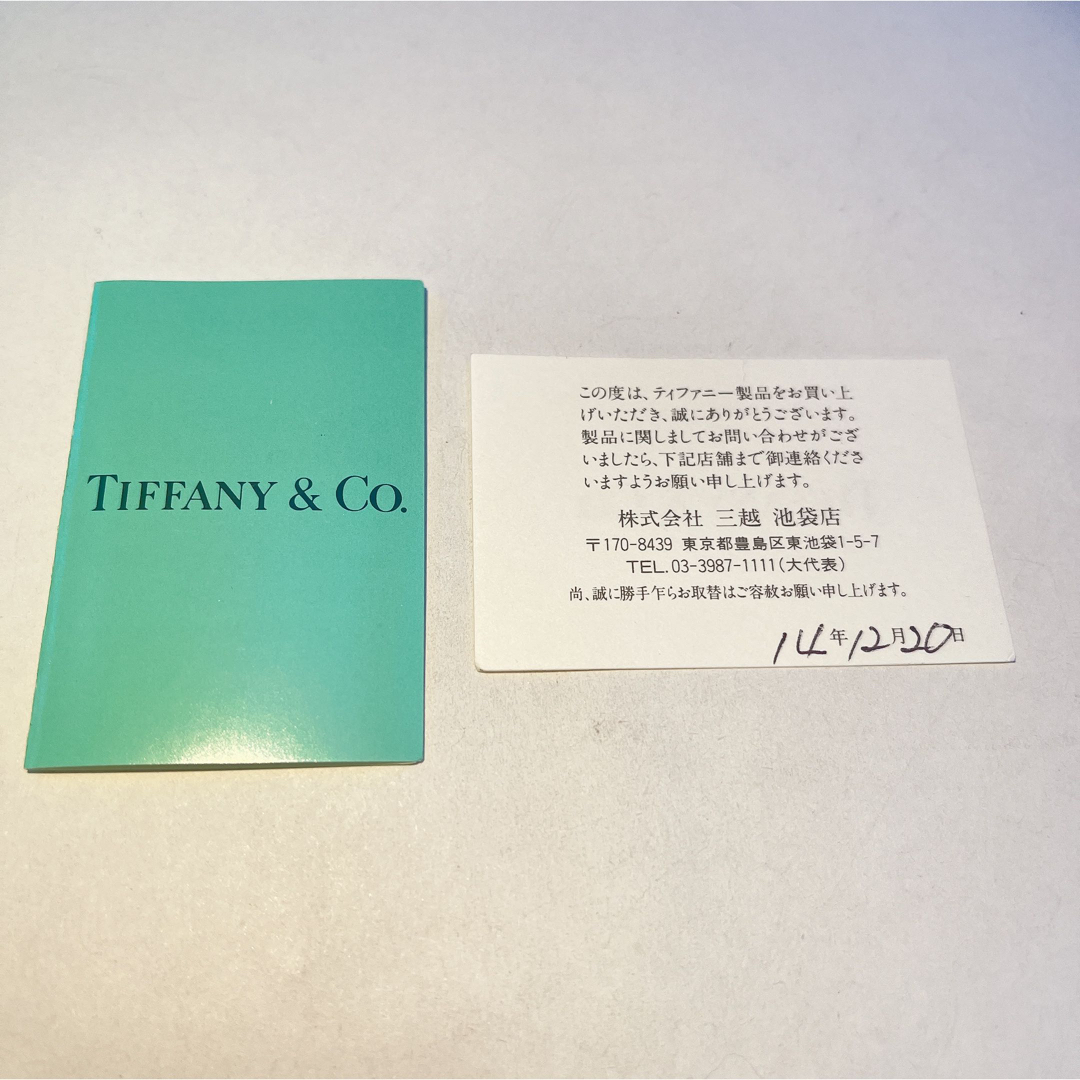 TIFFANY & CO.
この度は、ティファニー製品をお買い上
げいただき、誠にありがとうございます。
製品に関しましてお問い合わせがござ
いましたら、下記店舗まで御連絡くださ
いますようお願い申し上げます。
株式会社 三越 池袋店
〒170-8439 東京都豊島区東池袋1-5-7
TEL.03-3987-1111(大代表)
尚、誠に勝手乍らお取替はご容赦お願い申し上げます。
14年12月20日